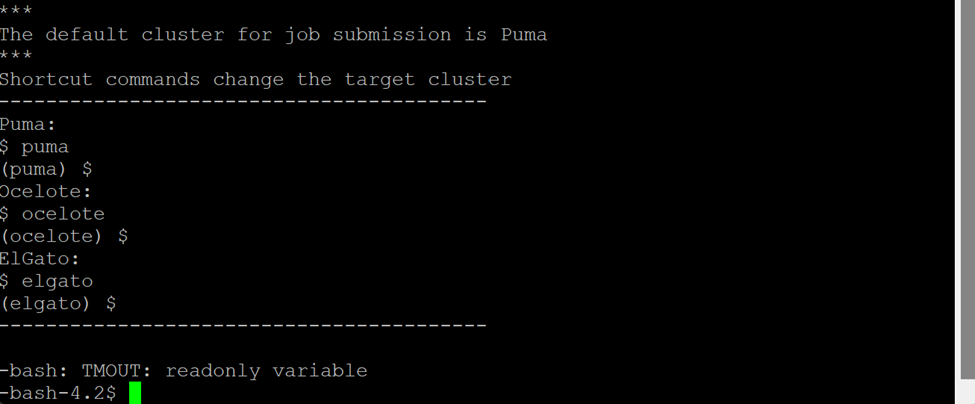 ***
The default cluster for job submission is Puma
***
Shortcut commands change the target cluster
-----------------------------------------
Puma:
$ puma
(puma) $
Ocelote:
$ ocelote
(ocelote) $
ElGato:
$ elgato
(elgato) $
-----------------------------------------
-bash: TMOUT: readonly variable
-bash-4.2$